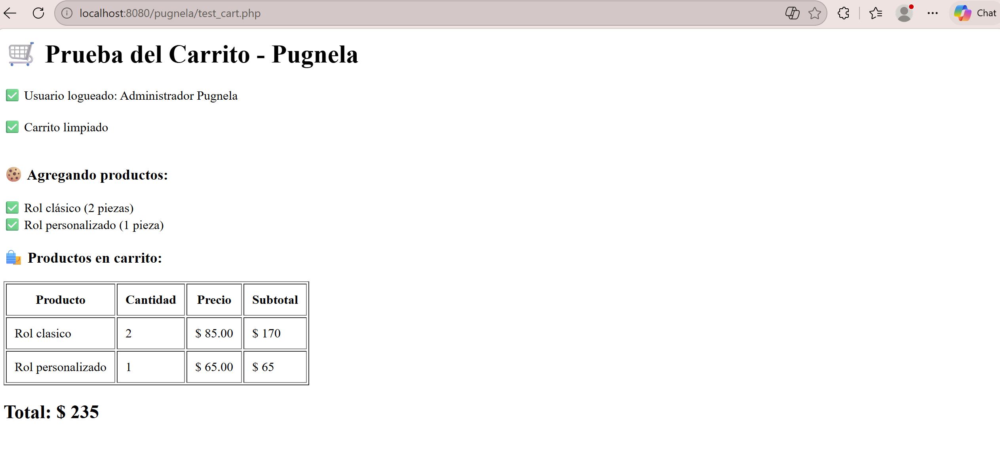 localhost:8080/pugnela/test_cart.php
Chat
🛒 Prueba del Carrito - Pugnela
✅ Usuario logueado: Administrador Pugnela
✅ Carrito limpiado
🍪 Agregando productos:
✅ Rol clásico (2 piezas)
✅ Rol personalizado (1 pieza)
🛍️ Productos en carrito:
Producto Cantidad Precio Subtotal
Rol clasico 2 $ 85.00 $ 170
Rol personalizado 1 $ 65.00 $ 65
Total: $ 235